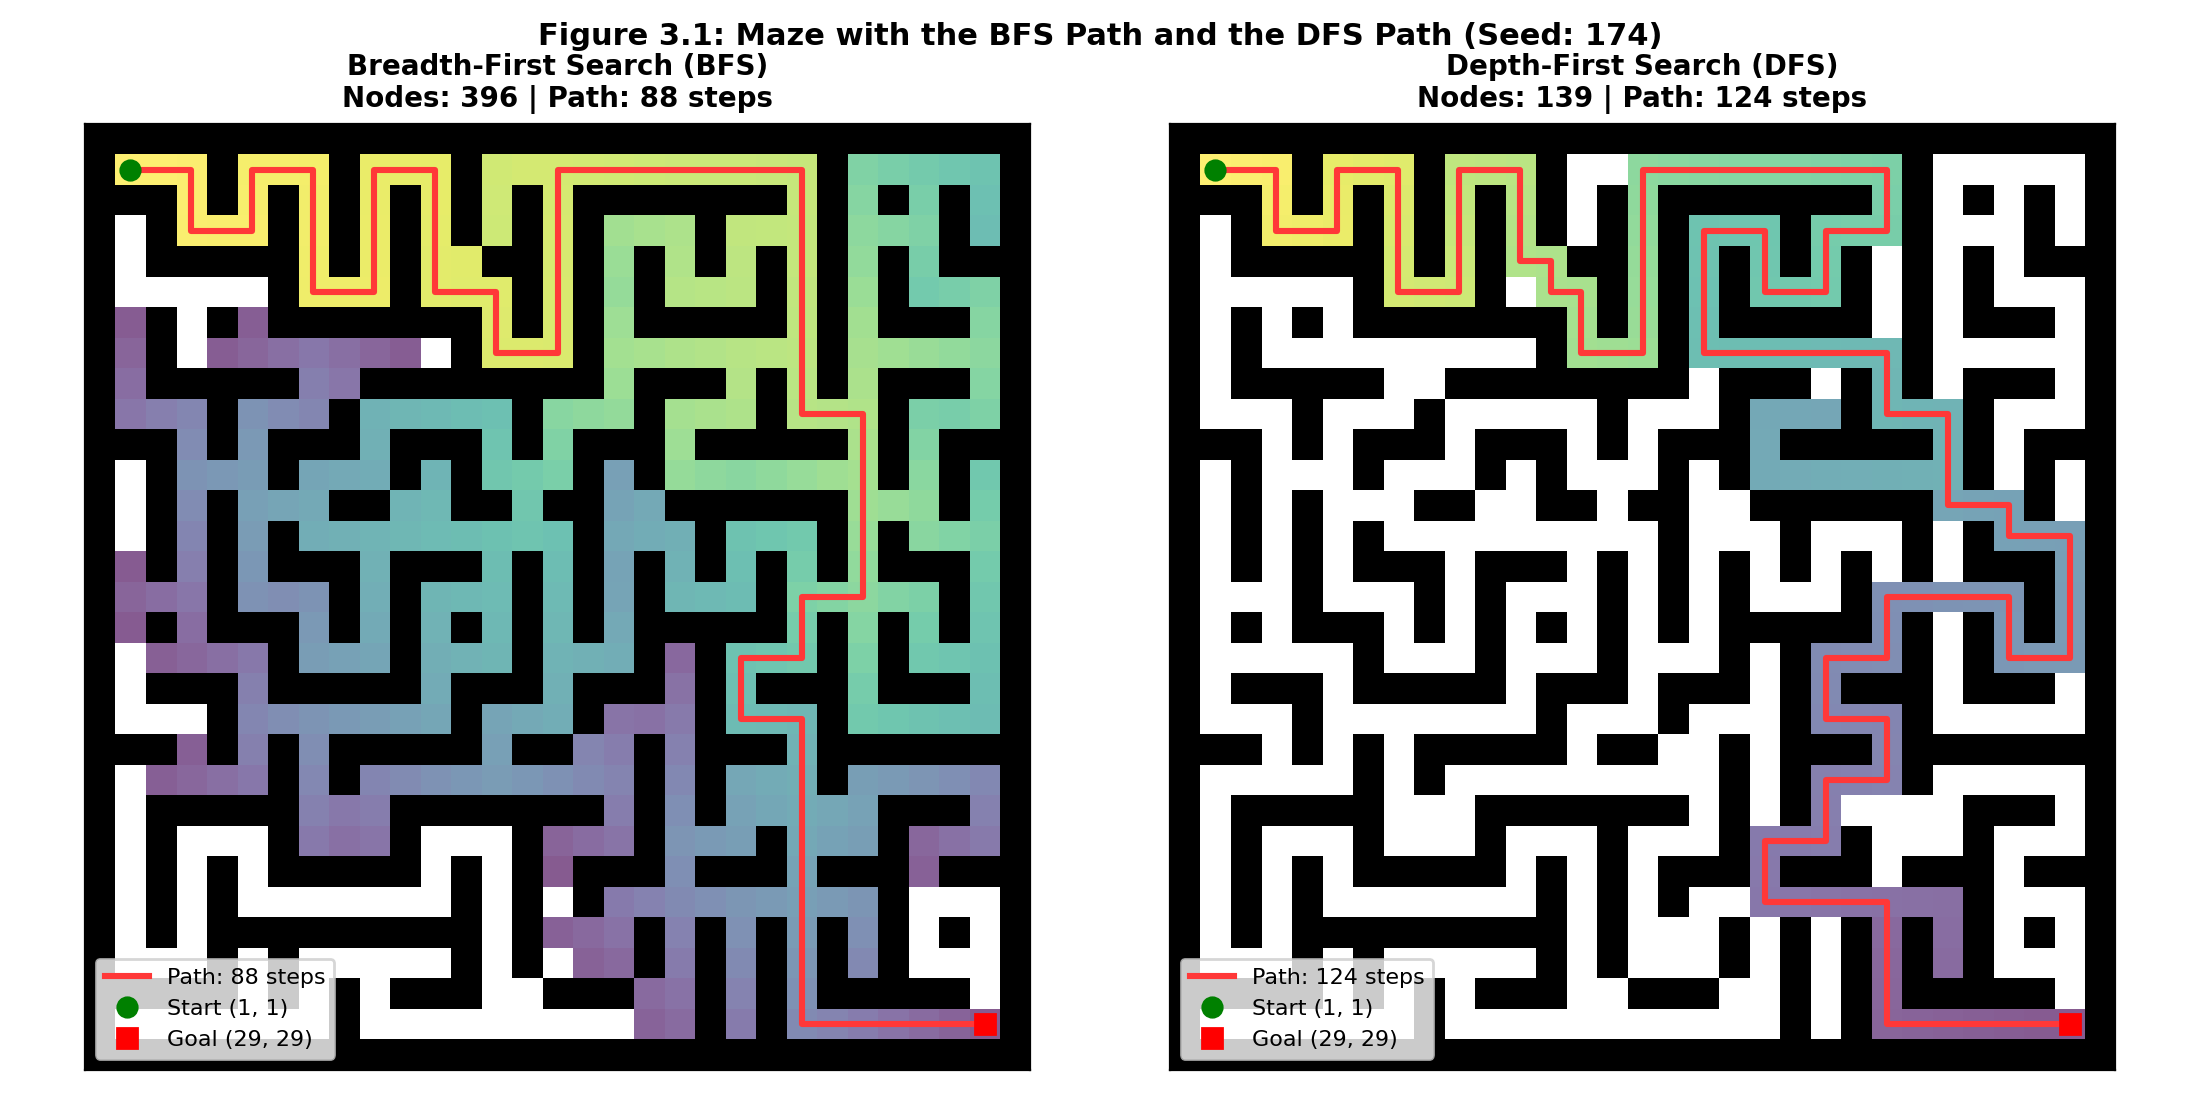 Figure 3.1: Maze with the BFS Path and the DFS Path (Seed: 174)
Breadth-First Search (BFS)
Nodes: 396 | Path: 88 steps
Path: 88 steps
Start (1, 1)
Goal (29, 29)
Depth-First Search (DFS)
Nodes: 139 | Path: 124 steps
Path: 124 steps
Start (1, 1)
Goal (29, 29)